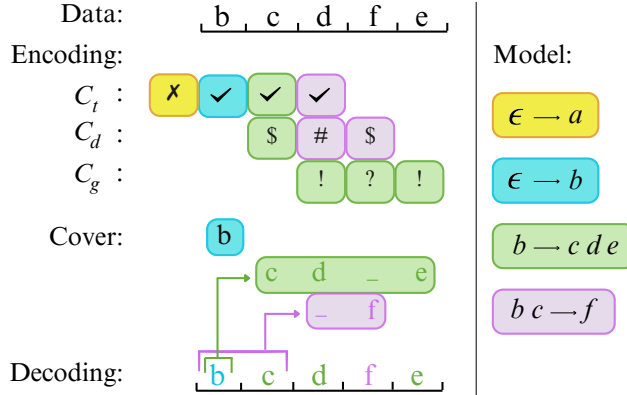 Data: b c d f e
Encoding:
C_t : ✗ ✓ ✓ ✓
C_d : $ # $
C_g : ! ? !
Cover: b
c d _ e
_ f
Decoding: b c d f e
Model:
ϵ → a
ϵ → b
b → c d e
b c → f